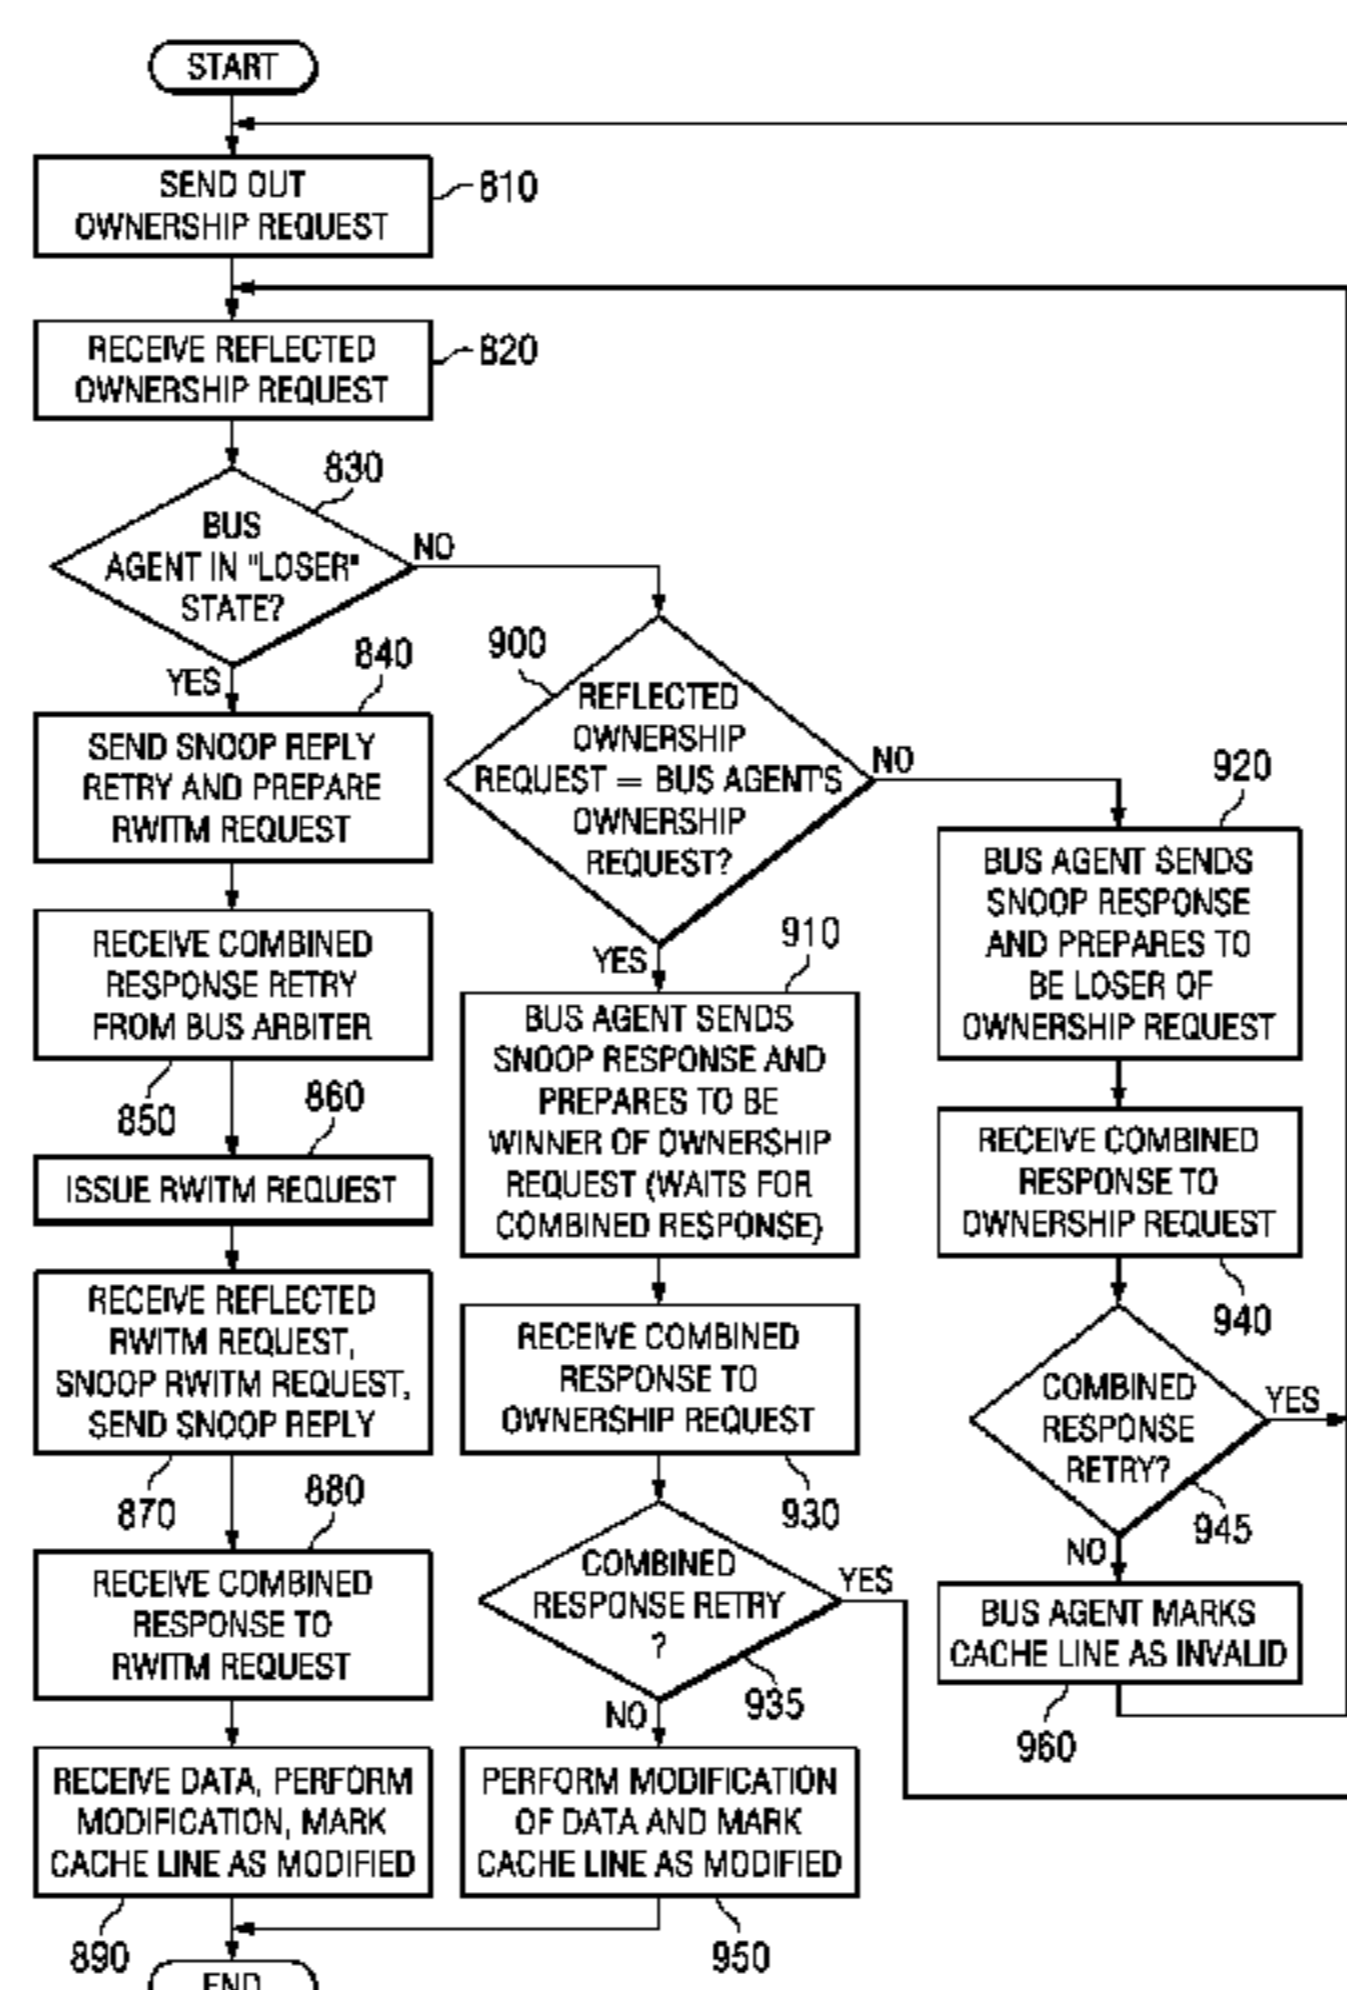 START
SEND OUT
OWNERSHIP REQUEST
810
RECEIVE REFLECTED
OWNERSHIP REQUEST
820
830
BUS
AGENT IN "LOSER"
STATE?
NO
YES
840
SEND SNOOP REPLY
RETRY AND PREPARE
RWITM REQUEST
RECEIVE COMBINED
RESPONSE RETRY
FROM BUS ARBITER
850
860
ISSUE RWITM REQUEST
RECEIVE REFLECTED
RWITM REQUEST,
SNOOP RWITM REQUEST,
SEND SNOOP REPLY
870
880
RECEIVE COMBINED
RESPONSE TO
RWITM REQUEST
RECEIVE DATA, PERFORM
MODIFICATION, MARK
CACHE LINE AS MODIFIED
890
END
900
REFLECTED
OWNERSHIP
REQUEST = BUS AGENT'S
OWNERSHIP
REQUEST?
NO
YES
910
BUS AGENT SENDS
SNOOP RESPONSE AND
PREPARES TO BE
WINNER OF OWNERSHIP
REQUEST (WAITS FOR
COMBINED RESPONSE)
RECEIVE COMBINED
RESPONSE TO
OWNERSHIP REQUEST
930
COMBINED
RESPONSE RETRY
?
YES
935
NO
PERFORM MODIFICATION
OF DATA AND MARK
CACHE LINE AS MODIFIED
950
920
BUS AGENT SENDS
SNOOP RESPONSE
AND PREPARES TO
BE LOSER OF
OWNERSHIP REQUEST
RECEIVE COMBINED
RESPONSE TO
OWNERSHIP REQUEST
940
COMBINED
RESPONSE
RETRY?
YES
945
NO
BUS AGENT MARKS
CACHE LINE AS INVALID
960